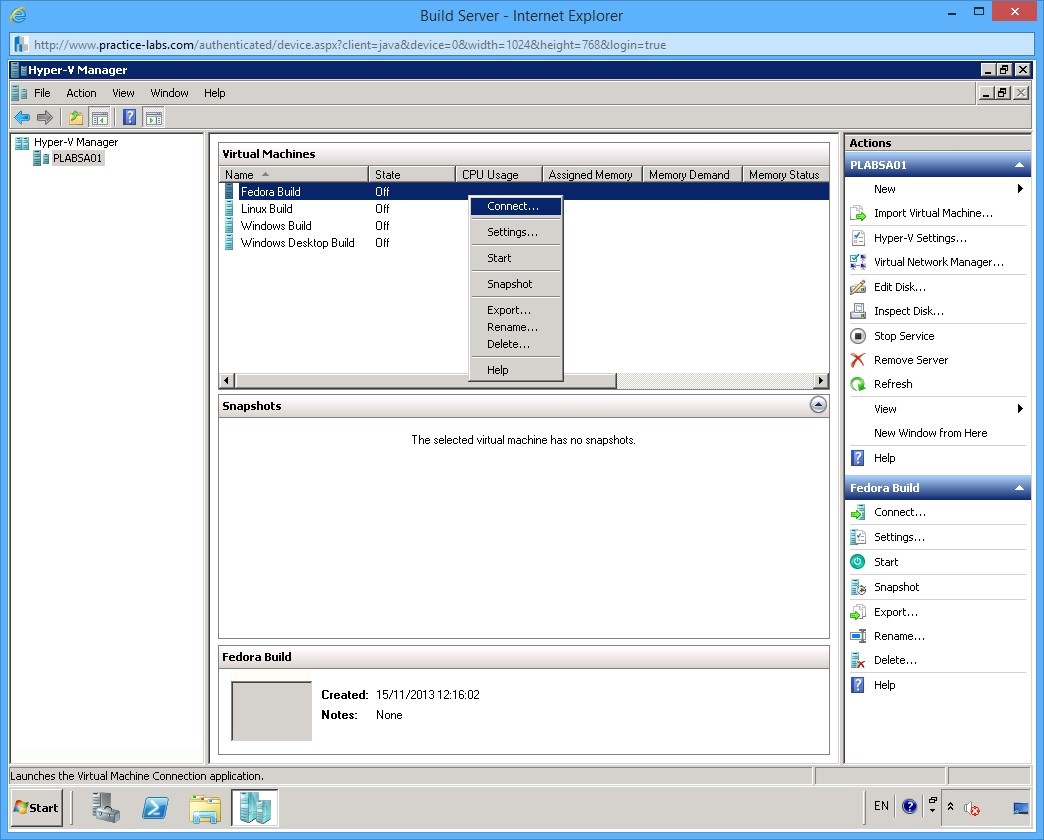 Build Server - Internet Explorer
http://www.practice-labs.com/authenticated/device.aspx?client=java&device=0&width=1024&height=768&login=true
Hyper-V Manager
File Action View Window Help
Hyper-V Manager
PLABSA01
Virtual Machines
Name State CPU Usage Assigned Memory Memory Demand Memory Status
Fedora Build Off
Linux Build Off
Windows Build Off
Windows Desktop Build Off
Connect...
Settings...
Start
Snapshot
Export...
Rename...
Delete...
Help
Snapshots
The selected virtual machine has no snapshots.
Fedora Build
Created: 15/11/2013 12:16:02
Notes: None
Actions
PLABSA01
New
Import Virtual Machine...
Hyper-V Settings...
Virtual Network Manager...
Edit Disk...
Inspect Disk...
Stop Service
Remove Server
Refresh
View
New Window from Here
Help
Fedora Build
Connect...
Settings...
Start
Snapshot
Export...
Rename...
Delete...
Help
Launches the Virtual Machine Connection application.
Start
EN